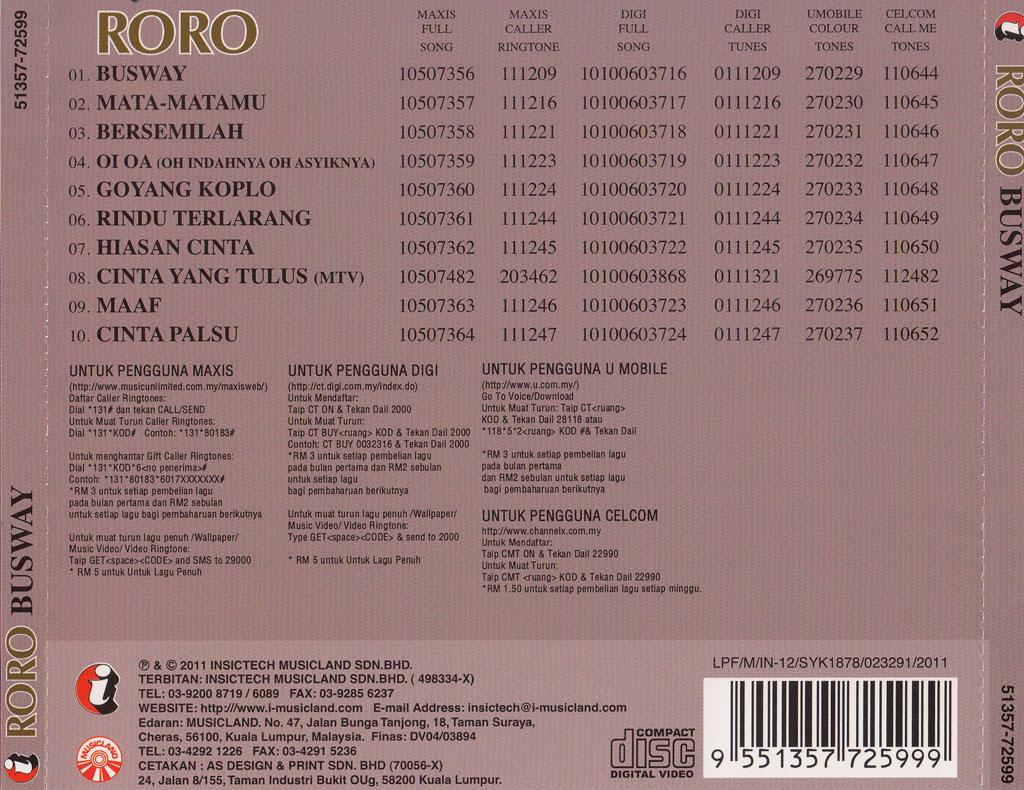 51357-72599
RORO
MAXIS FULL SONG
MAXIS CALLER RINGTONE
DIGI FULL SONG
DIGI CALLER TUNES
UMOBILE COLOUR TONES
CELCOM CALL ME TONES
01. BUSWAY 10507356 111209 10100603716 0111209 270229 110644
02. MATA-MATAMU 10507357 111216 10100603717 0111216 270230 110645
03. BERSEMILAH 10507358 111221 10100603718 0111221 270231 110646
04. OI OA (OH INDAHNYA OH ASYIKNYA) 10507359 111223 10100603719 0111223 270232 110647
05. GOYANG KOPLO 10507360 111224 10100603720 0111224 270233 110648
06. RINDU TERLARANG 10507361 111244 10100603721 0111244 270234 110649
07. HIASAN CINTA 10507362 111245 10100603722 0111245 270235 110650
08. CINTA YANG TULUS (MTV) 10507482 203462 10100603868 0111321 269775 112482
09. MAAF 10507363 111246 10100603723 0111246 270236 110651
10. CINTA PALSU 10507364 111247 10100603724 0111247 270237 110652
UNTUK PENGGUNA MAXIS
(http://www.musicunlimited.com.my/maxisweb/)
Daftar Caller Ringtones:
Dial *131# dan tekan CALL/SEND
Untuk Muat Turun Caller Ringtones:
Dial *131*KOD# Contoh: *131*80183#
Untuk menghantar Gift Caller Ringtones:
Dial *131*KOD*6<no penerima>#
Contoh: *131*80183*6017XXXXXXX#
*RM 3 untuk setiap pembelian lagu
pada bulan pertama dan RM2 sebulan
untuk setiap lagu bagi pembaharuan berikutnya
Untuk muat turun lagu penuh /Wallpaper/
Music Video/ Video Ringtone:
Taip GET<space><CODE> and SMS to 29000
* RM 5 untuk Untuk Lagu Penuh
UNTUK PENGGUNA DIGI
(http://ct.digi.com.my/index.do)
Untuk Mendaftar:
Taip CT ON & Tekan Dail 2000
Untuk Muat Turun:
Taip CT BUY<ruang> KOD & Tekan Dail 2000
Contoh: CT BUY 0032316 & Tekan Dail 2000
*RM 3 untuk setiap pembelian lagu
pada bulan pertama dan RM2 sebulan
untuk setiap lagu
bagi pembaharuan berikutnya
Untuk muat turun lagu penuh /Wallpaper/
Music Video/ Video Ringtone:
Type GET<space><CODE> & send to 2000
* RM 5 untuk Untuk Lagu Penuh
UNTUK PENGGUNA U MOBILE
(http://www.u.com.my/)
Go To Voice/Download
Untuk Muat Turun: Taip CT<ruang>
KOD & Tekan Dail 28118 atau
*118*5*2<ruang> KOD #& Tekan Dail
*RM 3 untuk setiap pembelian lagu
pada bulan pertama
dan RM2 sebulan untuk setiap lagu
bagi pembaharuan berikutnya
UNTUK PENGGUNA CELCOM
http://www.channelx.com.my
Untuk Mendaftar:
Taip CMT ON & Tekan Dail 22990
Untuk Muat Turun:
Taip CMT <ruang> KOD & Tekan Dail 22990
*RM 1.50 untuk setiap pembelian lagu setiap minggu.
℗ & © 2011 INSICTECH MUSICLAND SDN.BHD.
TERBITAN: INSICTECH MUSICLAND SDN.BHD. ( 498334-X)
TEL: 03-9200 8719 / 6089 FAX: 03-9285 6237
WEBSITE: http://www.i-musicland.com E-mail Address: insictech@i-musicland.com
Edaran: MUSICLAND. No. 47, Jalan Bunga Tanjong, 18, Taman Suraya,
Cheras, 56100, Kuala Lumpur, Malaysia. Finas: DV04/03894
TEL: 03-4292 1226 FAX: 03-4291 5236
CETAKAN : AS DESIGN & PRINT SDN. BHD (70056-X)
24, Jalan 8/155, Taman Industri Bukit OUg, 58200 Kuala Lumpur.
i
MUSICLAND
COMPACT
disc
DIGITAL VIDEO
LPF/M/IN-12/SYK1878/023291/2011
9 551357 725999
i RORO BUSWAY
i RORO BUSWAY
51357-72599